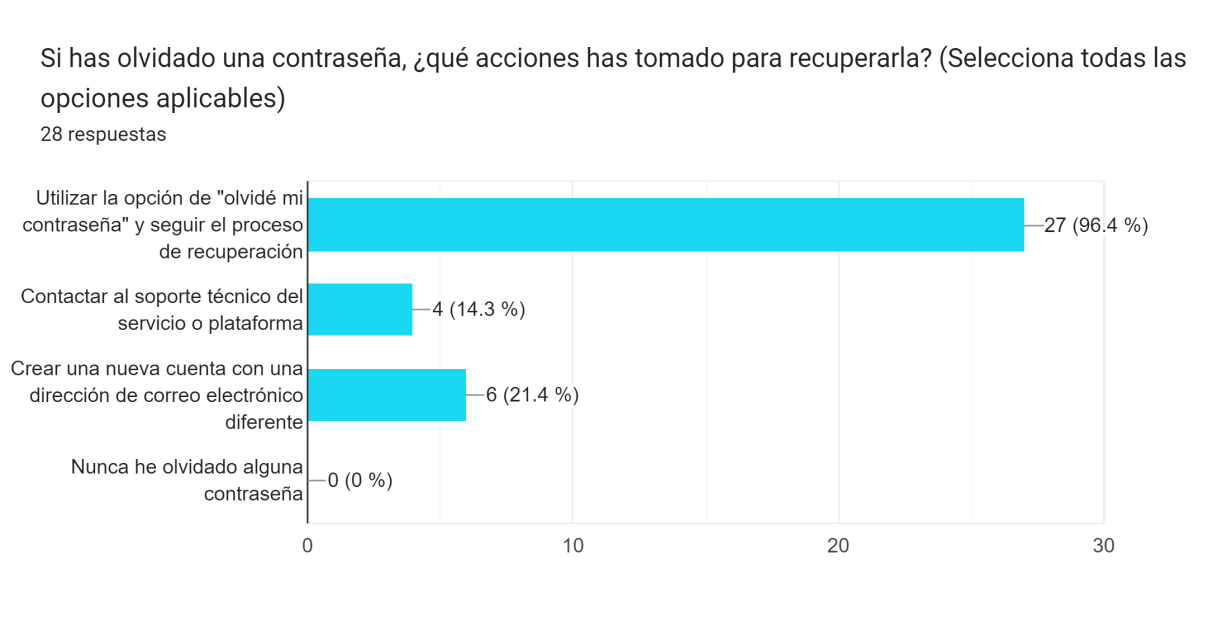 Si has olvidado una contraseña, ¿qué acciones has tomado para recuperarla? (Selecciona todas las
opciones aplicables)
28 respuestas
Utilizar la opción de "olvidé mi
contraseña" y seguir el proceso
de recuperación
27 (96.4 %)
Contactar al soporte técnico del
servicio o plataforma
4 (14.3 %)
Crear una nueva cuenta con una
dirección de correo electrónico
diferente
6 (21.4 %)
Nunca he olvidado alguna
contraseña
0 (0 %)
0 10 20 30